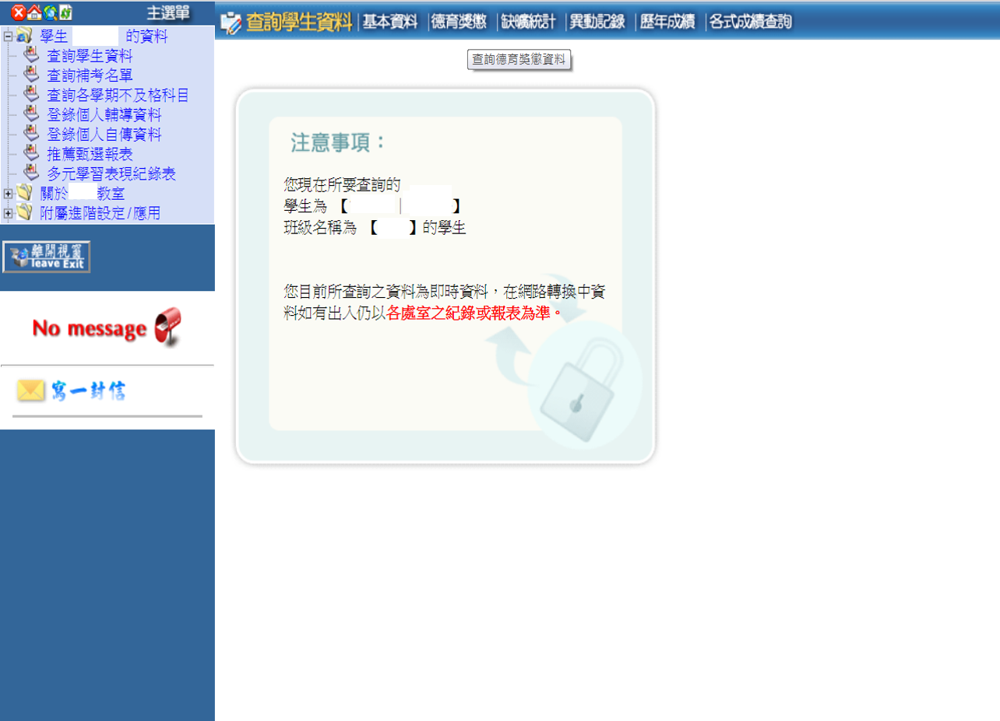 主選單
學生 的資料
查詢學生資料
查詢補考名單
查詢各學期不及格科目
登錄個人輔導資料
登錄個人自傳資料
推薦甄選報表
多元學習表現紀錄表
關於 教室
附屬進階設定/應用
離開視窗
leave Exit
No message
寫一封信
查詢學生資料 |基本資料 |德育獎懲 |缺曠統計 |異動記錄 |歷年成績 |各式成績查詢
查詢德育獎懲資料
注意事項：
您現在所要查詢的
學生為 【 | 】
班級名稱為 【 】的學生
您目前所查詢之資料為即時資料，在網路轉換中資
料如有出入仍以各處室之紀錄或報表為準。